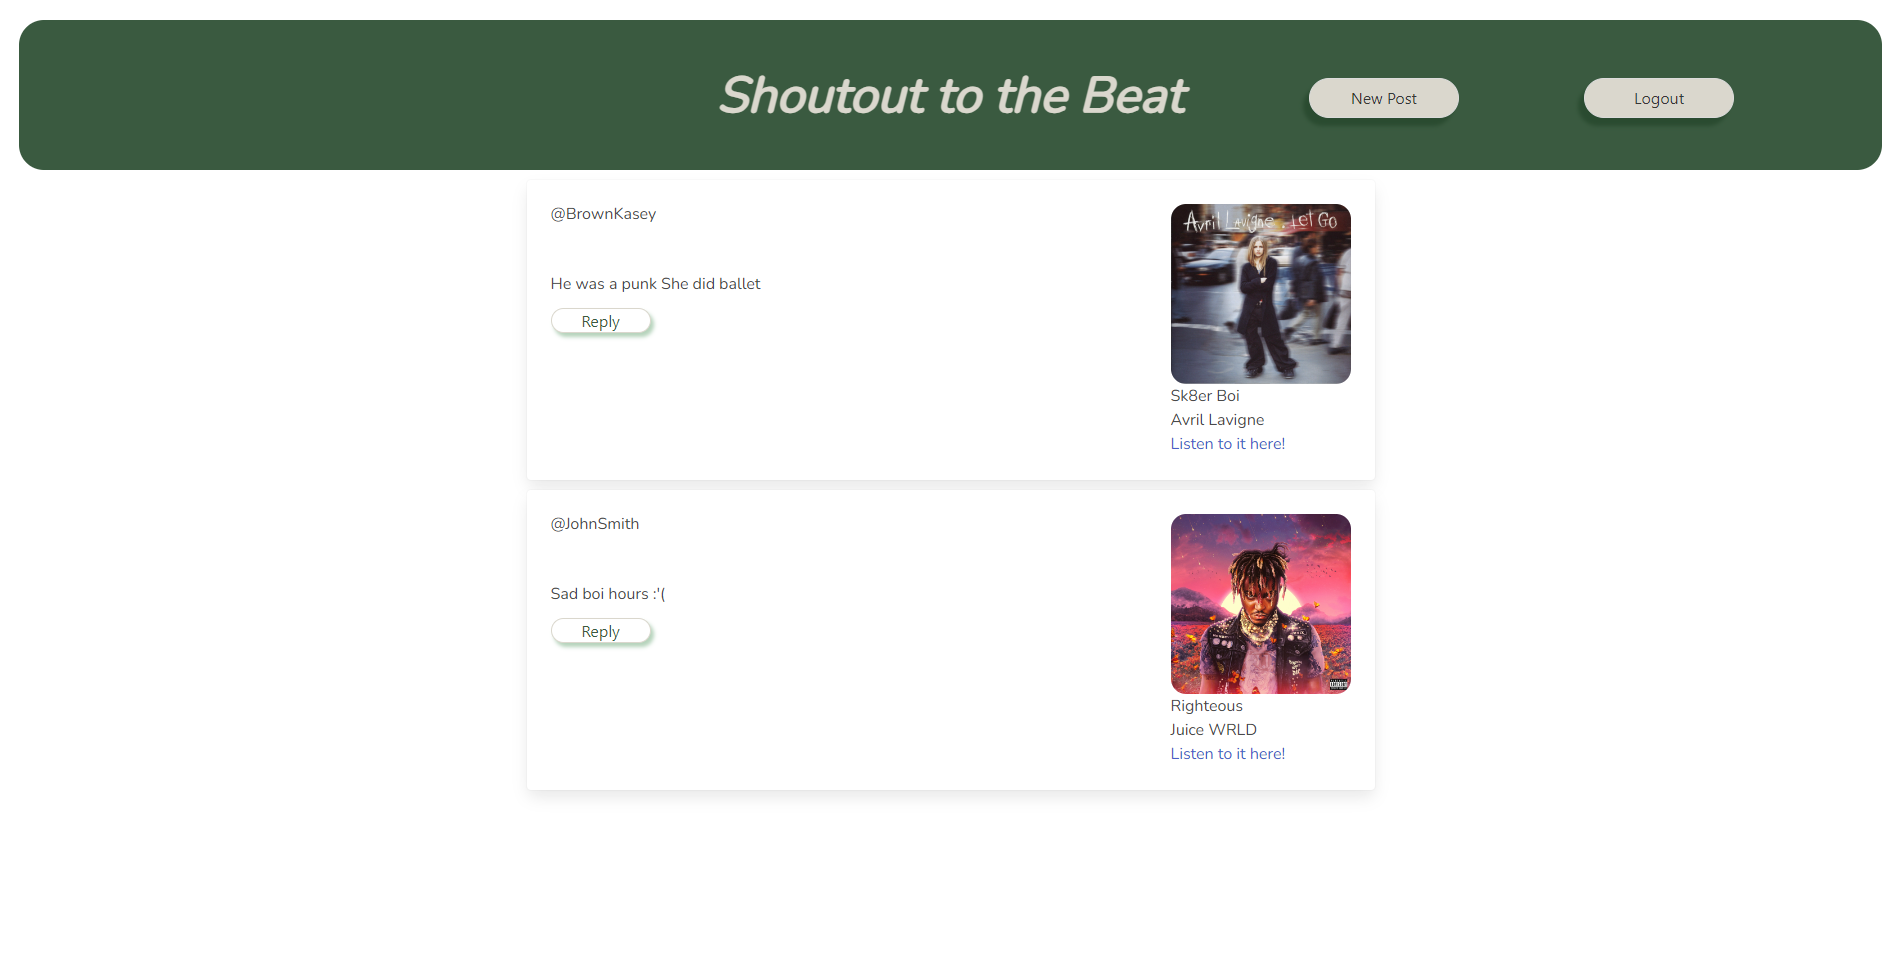 Shoutout to the Beat
New Post
Logout
@BrownKasey
He was a punk She did ballet
Reply
AvRil LAvigne . LET GO
Sk8er Boi
Avril Lavigne
Listen to it here!
@JohnSmith
Sad boi hours :'(
Reply
Righteous
Juice WRLD
Listen to it here!